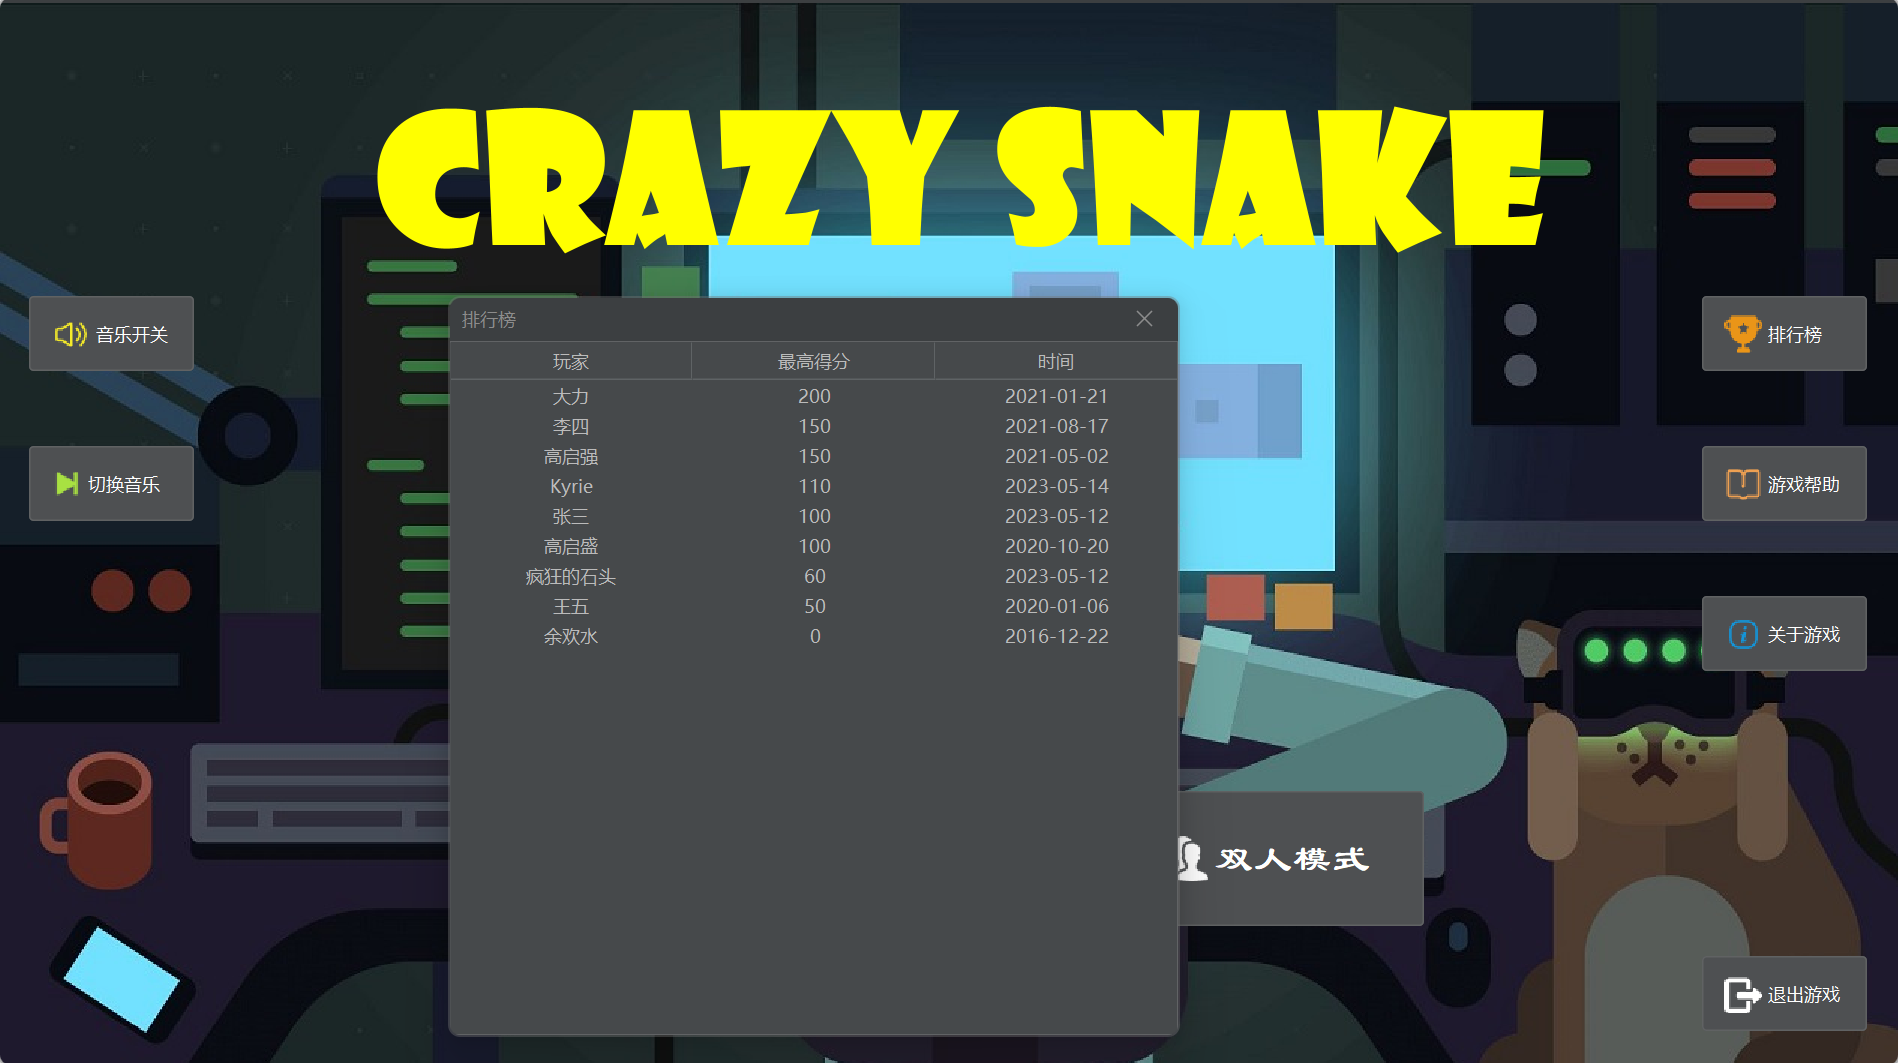 CRAZY SNAKE
音乐开关
切换音乐
排行榜
玩家 最高得分 时间
大力 200 2021-01-21
李四 150 2021-08-17
高启强 150 2021-05-02
Kyrie 110 2023-05-14
张三 100 2023-05-12
高启盛 100 2020-10-20
疯狂的石头 60 2023-05-12
王五 50 2020-01-06
余欢水 0 2016-12-22
双人模式
排行榜
游戏帮助
关于游戏
退出游戏